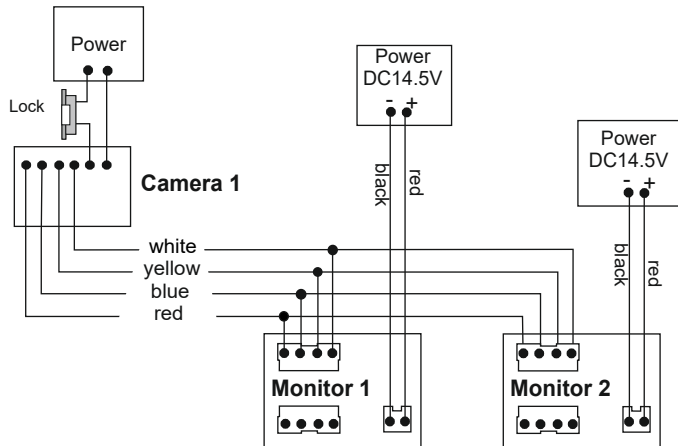 Power
Lock
Camera 1
Power
DC14.5V
- +
black
red
Power
DC14.5V
- +
black
red
white
yellow
blue
red
Monitor 1
Monitor 2